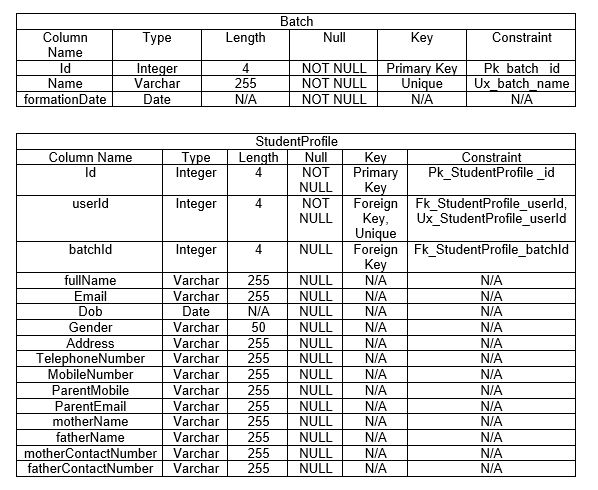 Batch
Column Name Type Length Null Key Constraint
Id Integer 4 NOT NULL Primary Key Pk_batch_id
Name Varchar 255 NOT NULL Unique Ux_batch_name
formationDate Date N/A NOT NULL N/A N/A
StudentProfile
Column Name Type Length Null Key Constraint
Id Integer 4 NOT NULL Primary Key Pk_StudentProfile _id
userId Integer 4 NOT NULL Foreign Key, Unique Fk_StudentProfile_userId, Ux_StudentProfile_userId
batchId Integer 4 NULL Foreign Key Fk_StudentProfile_batchId
fullName Varchar 255 NULL N/A N/A
Email Varchar 255 NULL N/A N/A
Dob Date N/A NULL N/A N/A
Gender Varchar 50 NULL N/A N/A
Address Varchar 255 NULL N/A N/A
TelephoneNumber Varchar 255 NULL N/A N/A
MobileNumber Varchar 255 NULL N/A N/A
ParentMobile Varchar 255 NULL N/A N/A
ParentEmail Varchar 255 NULL N/A N/A
motherName Varchar 255 NULL N/A N/A
fatherName Varchar 255 NULL N/A N/A
motherContactNumber Varchar 255 NULL N/A N/A
fatherContactNumber Varchar 255 NULL N/A N/A